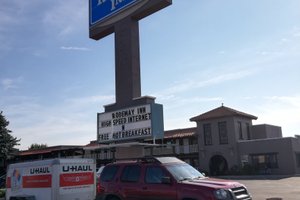 RODEWAY INN
HIGH SPEED INTERNET
FREE HOT BREAKFAST
U-HAUL
U-HAUL